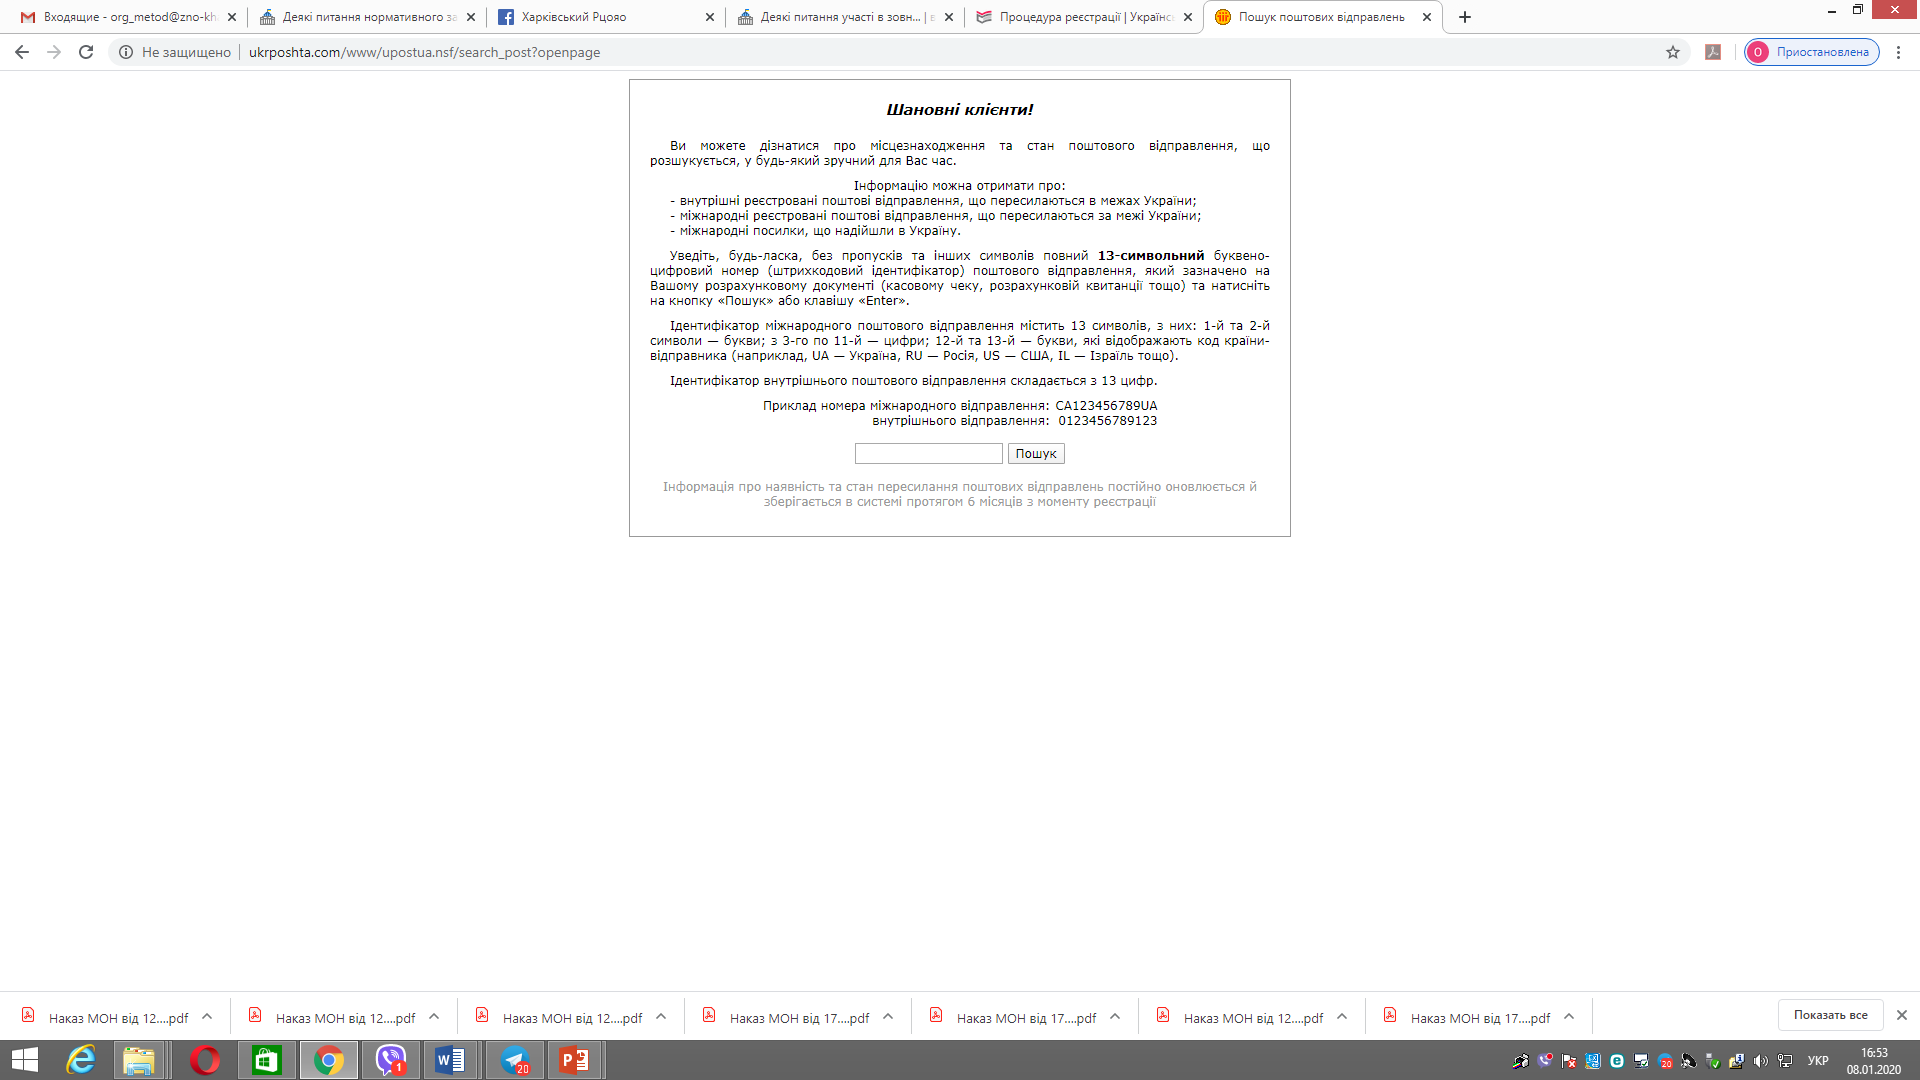 Входящие - org_metod@zno-kh
Деякі питання нормативного за
Харківський Рцояо
Деякі питання участі в зовн... | в
Процедура реєстрації | Українсь
Пошук поштових відправлень
Не защищено
ukrposhta.com/www/upostua.nsf/search_post?openpage
О
Приостановлена
Шановні клієнти!
Ви можете дізнатися про місцезнаходження та стан поштового відправлення, що
розшукується, у будь-який зручний для Вас час.
Інформацію можна отримати про:
- внутрішні реєстровані поштові відправлення, що пересилаються в межах України;
- міжнародні реєстровані поштові відправлення, що пересилаються за межі України;
- міжнародні посилки, що надійшли в Україну.
Уведіть, будь-ласка, без пропусків та інших символів повний 13-символьний буквено-
цифровий номер (штрихкодовий ідентифікатор) поштового відправлення, який зазначено на
Вашому розрахунковому документі (касовому чеку, розрахунковій квитанції тощо) та натисніть
на кнопку «Пошук» або клавішу «Enter».
Ідентифікатор міжнародного поштового відправлення містить 13 символів, з них: 1-й та 2-й
символи — букви; з 3-го по 11-й — цифри; 12-й та 13-й — букви, які відображають код країни-
відправника (наприклад, UA — Україна, RU — Росія, US — США, IL — Ізраїль тощо).
Ідентифікатор внутрішнього поштового відправлення складається з 13 цифр.
Приклад номера міжнародного відправлення: CA123456789UA
внутрішнього відправлення: 0123456789123
Пошук
Інформація про наявність та стан пересилання поштових відправлень постійно оновлюється й
зберігається в системі протягом 6 місяців з моменту реєстрації
Наказ МОН від 12....pdf
Наказ МОН від 12....pdf
Наказ МОН від 12....pdf
Наказ МОН від 17....pdf
Наказ МОН від 17....pdf
Наказ МОН від 12....pdf
Наказ МОН від 17....pdf
Показать все
1
20
20
УКР
16:53
08.01.2020